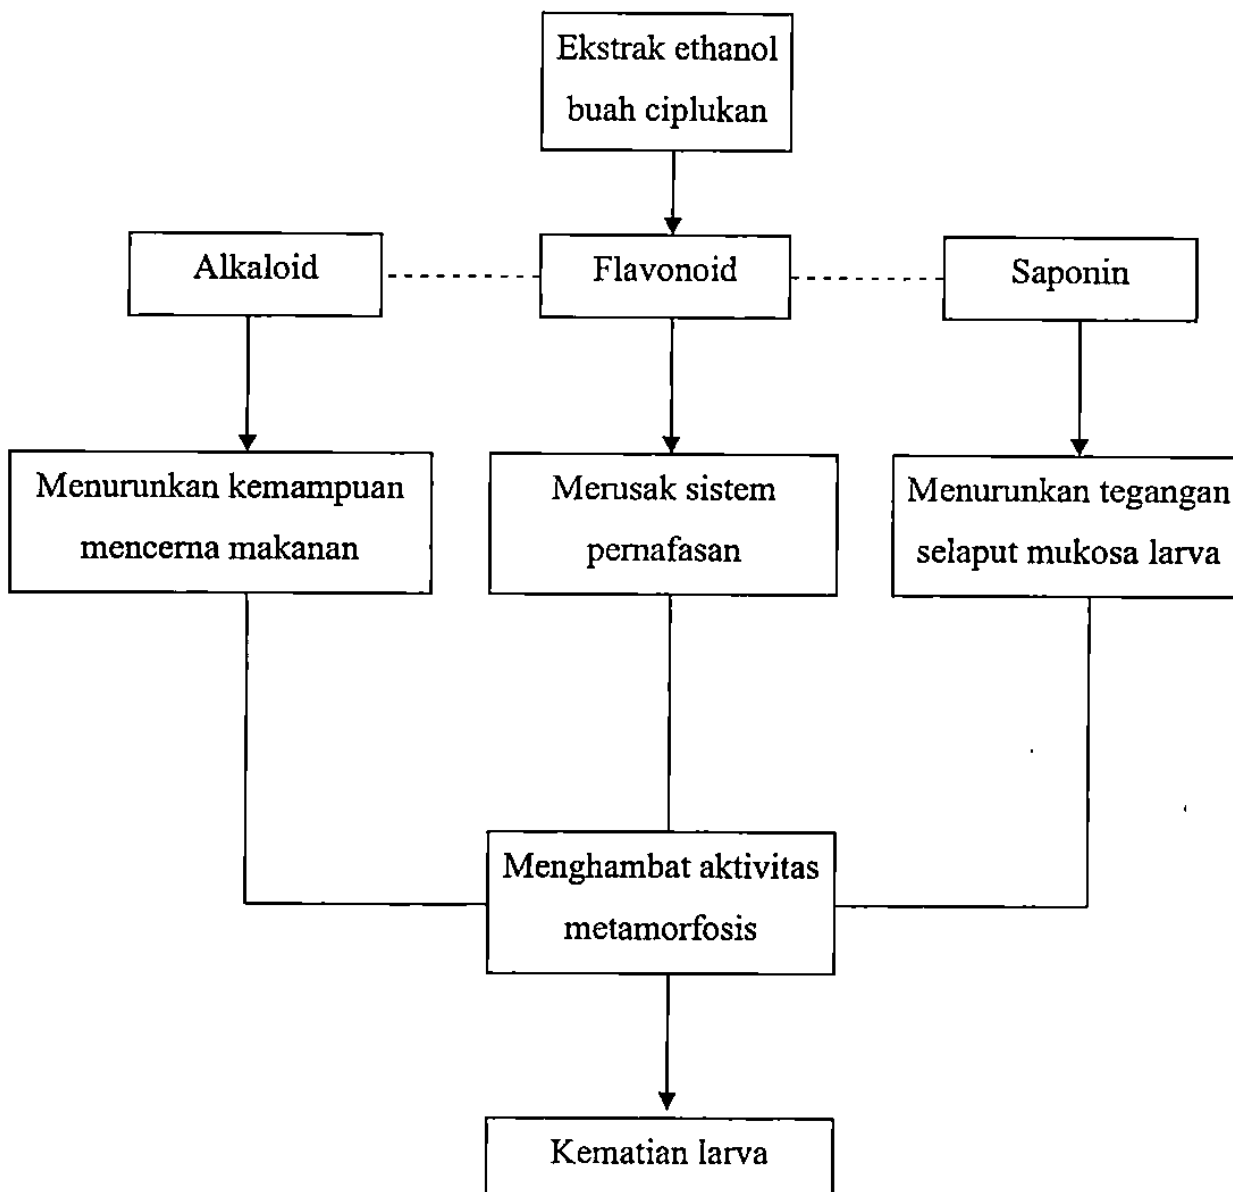 Ekstrak ethanol
buah ciplukan
Alkaloid
Flavonoid
Saponin
Menurunkan kemampuan
mencerna makanan
Merusak sistem
pernafasan
Menurunkan tegangan
selaput mukosa larva
Menghambat aktivitas
metamorfosis
Kematian larva